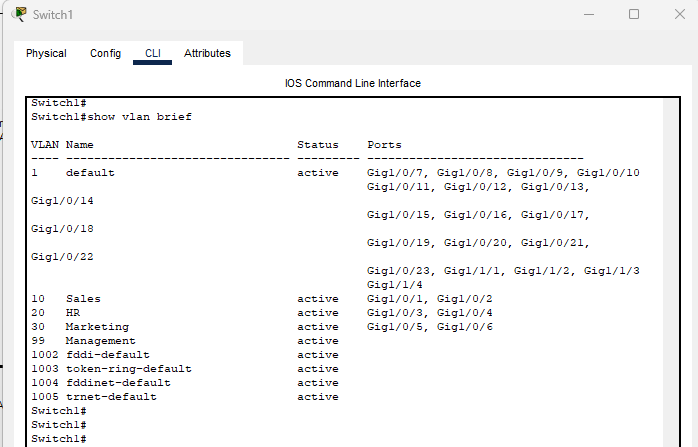 Switch1
Physical Config CLI Attributes
IOS Command Line Interface
Switch1#
Switch1#show vlan brief
VLAN Name Status Ports
---- -------------------------------- --------- -------------------------------
1 default active Gig1/0/7, Gig1/0/8, Gig1/0/9, Gig1/0/10
Gig1/0/11, Gig1/0/12, Gig1/0/13,
Gig1/0/14
Gig1/0/15, Gig1/0/16, Gig1/0/17,
Gig1/0/18
Gig1/0/19, Gig1/0/20, Gig1/0/21,
Gig1/0/22
Gig1/0/23, Gig1/1/1, Gig1/1/2, Gig1/1/3
Gig1/1/4
10 Sales active Gig1/0/1, Gig1/0/2
20 HR active Gig1/0/3, Gig1/0/4
30 Marketing active Gig1/0/5, Gig1/0/6
99 Management active
1002 fddi-default active
1003 token-ring-default active
1004 fddinet-default active
1005 trnet-default active
Switch1#
Switch1#
Switch1#